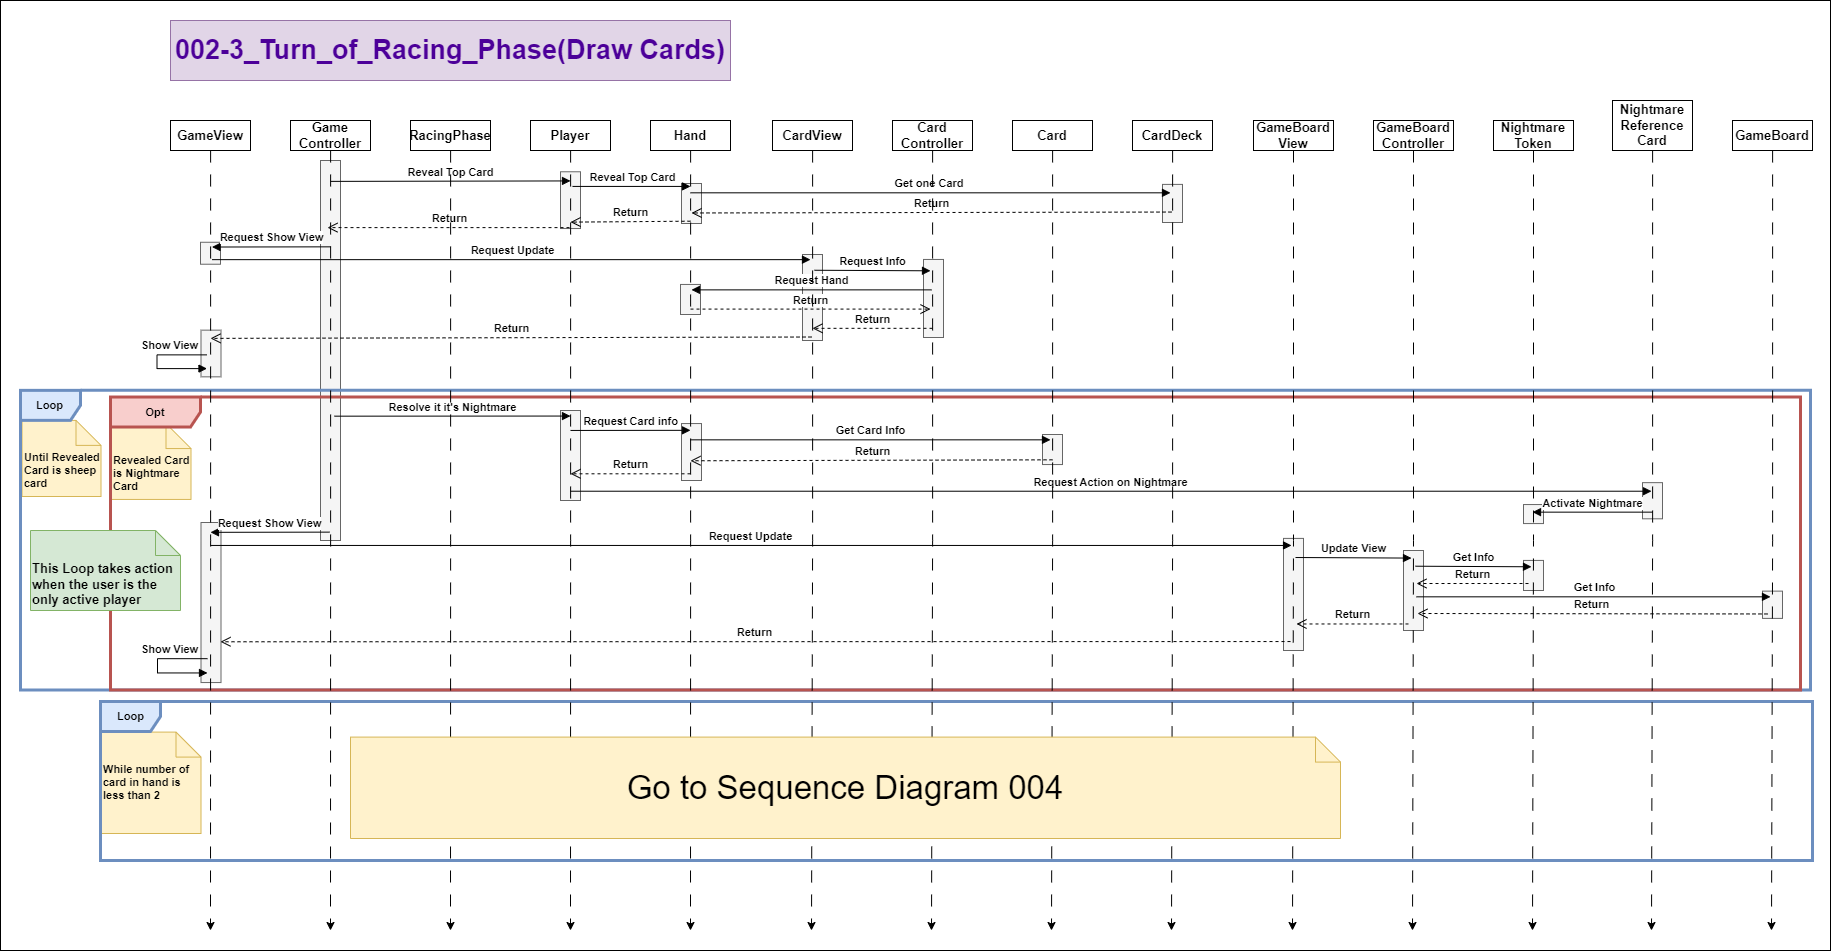 002-3_Turn_of_Racing_Phase(Draw Cards)
GameView
Game
Controller
RacingPhase
Player
Hand
CardView
Card
Controller
Card
CardDeck
GameBoard
View
GameBoard
Controller
Nightmare
Token
Nightmare
Reference
Card
GameBoard
Reveal Top Card
Reveal Top Card
Get one Card
Return
Return
Return
Request Show View
Request Update
Request Info
Request Hand
Return
Return
Return
Show View
Loop
Until Revealed
Card is sheep
card
Opt
Revealed Card
is Nightmare
Card
Resolve it it's Nightmare
Request Card info
Get Card Info
Return
Return
Request Action on Nightmare
Activate Nightmare
Request Show View
Request Update
Update View
Get Info
Return
Get Info
Return
Return
Return
This Loop takes action
when the user is the
only active player
Show View
Loop
While number of
card in hand is
less than 2
Go to Sequence Diagram 004